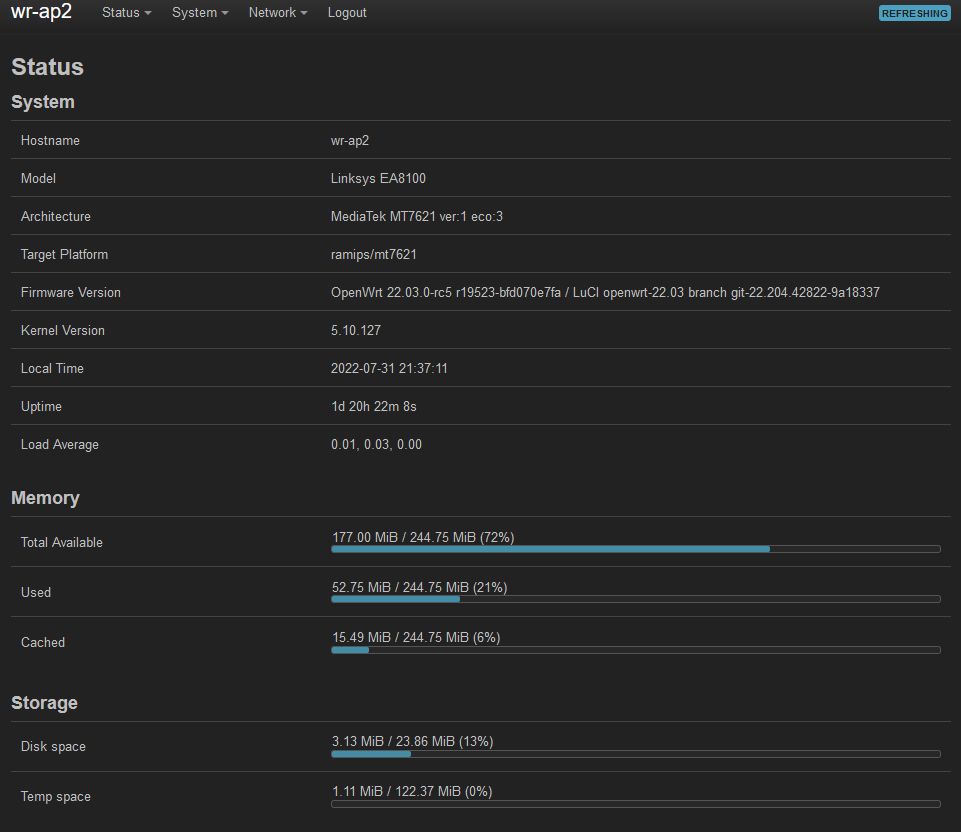 wr-ap2 Status System Network Logout REFRESHING
Status
System
Hostname wr-ap2
Model Linksys EA8100
Architecture MediaTek MT7621 ver:1 eco:3
Target Platform ramips/mt7621
Firmware Version OpenWrt 22.03.0-rc5 r19523-bfd070e7fa / LuCI openwrt-22.03 branch git-22.204.42822-9a18337
Kernel Version 5.10.127
Local Time 2022-07-31 21:37:11
Uptime 1d 20h 22m 8s
Load Average 0.01, 0.03, 0.00
Memory
Total Available 177.00 MiB / 244.75 MiB (72%)
Used 52.75 MiB / 244.75 MiB (21%)
Cached 15.49 MiB / 244.75 MiB (6%)
Storage
Disk space 3.13 MiB / 23.86 MiB (13%)
Temp space 1.11 MiB / 122.37 MiB (0%)